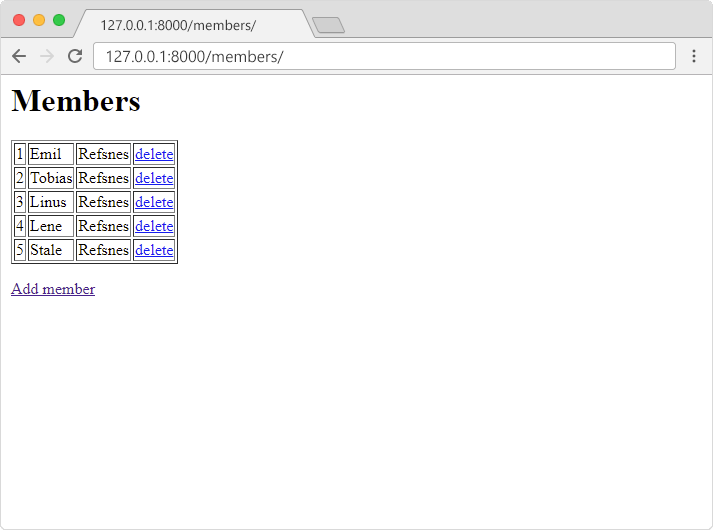 127.0.0.1:8000/members/
127.0.0.1:8000/members/
Members
1 Emil Refsnes delete
2 Tobias Refsnes delete
3 Linus Refsnes delete
4 Lene Refsnes delete
5 Stale Refsnes delete
Add member